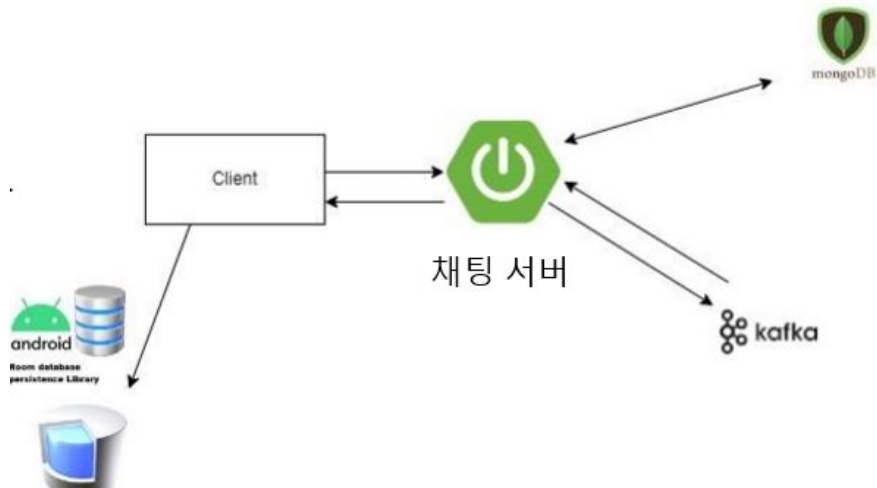 mongoDB
Client
채팅 서버
kafka
android
Room database
persistence Library